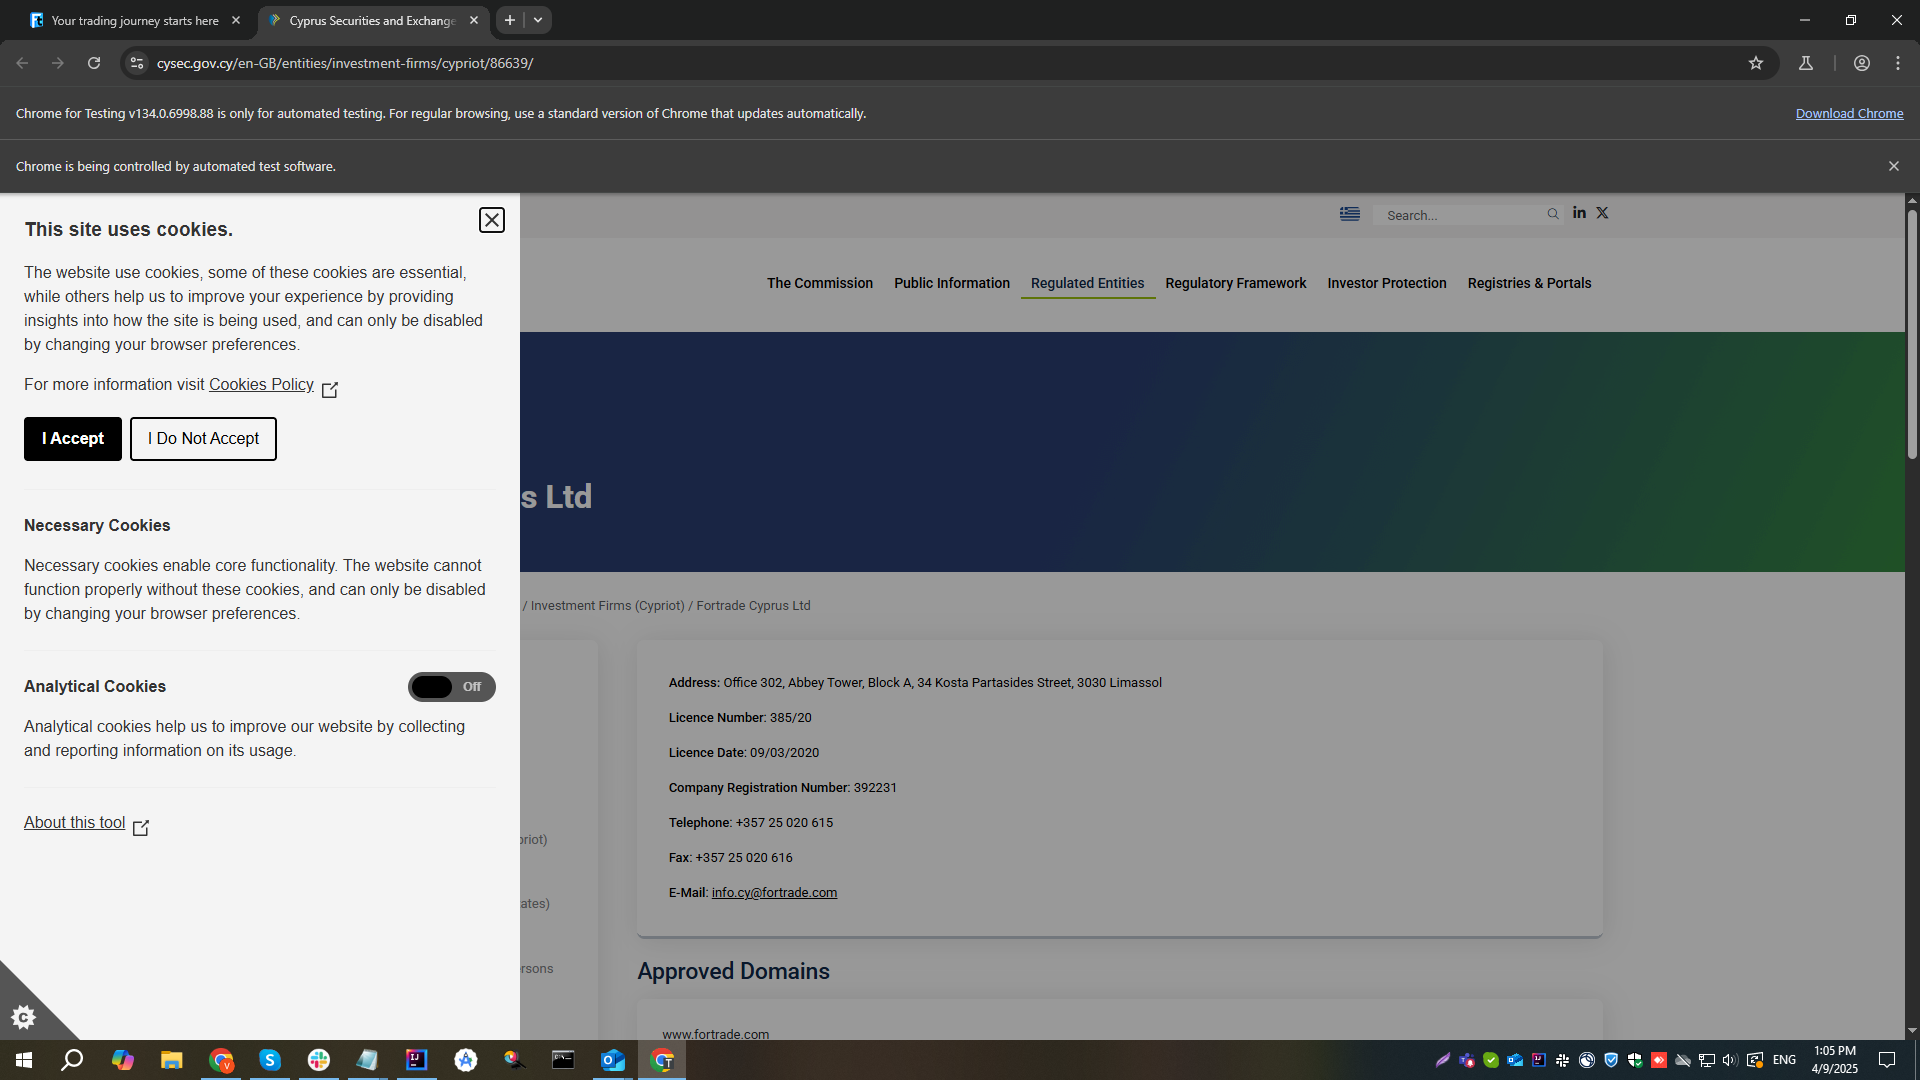 Your trading journey starts here
Cyprus Securities and Exchange
cysec.gov.cy/en-GB/entities/investment-firms/cypriot/86639/
Chrome for Testing v134.0.6998.88 is only for automated testing. For regular browsing, use a standard version of Chrome that updates automatically.
Download Chrome
Chrome is being controlled by automated test software.
This site uses cookies.
The website use cookies, some of these cookies are essential,
while others help us to improve your experience by providing
insights into how the site is being used, and can only be disabled
by changing your browser preferences.
For more information visit Cookies Policy
I Accept
I Do Not Accept
Necessary Cookies
Necessary cookies enable core functionality. The website cannot
function properly without these cookies, and can only be disabled
by changing your browser preferences.
Analytical Cookies
Off
Analytical cookies help us to improve our website by collecting
and reporting information on its usage.
About this tool
Search...
The Commission
Public Information
Regulated Entities
Regulatory Framework
Investor Protection
Registries & Portals
s Ltd
/ Investment Firms (Cypriot) / Fortrade Cyprus Ltd
priot)
ates)
rsons
Address: Office 302, Abbey Tower, Block A, 34 Kosta Partasides Street, 3030 Limassol
Licence Number: 385/20
Licence Date: 09/03/2020
Company Registration Number: 392231
Telephone: +357 25 020 615
Fax: +357 25 020 616
E-Mail: info.cy@fortrade.com
Approved Domains
www.fortrade.com
ENG
1:05 PM
4/9/2025